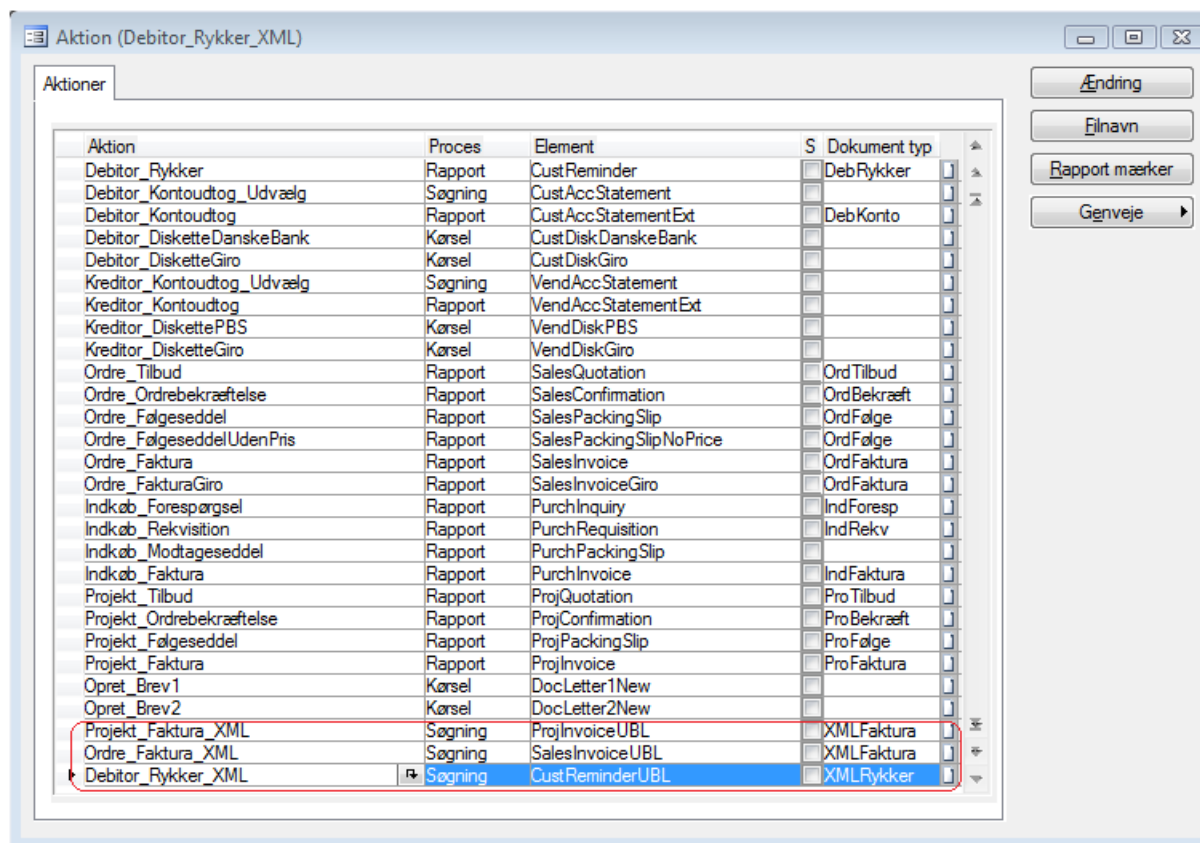 Aktion (Debitor_Rykker_XML)
Aktioner
Ændring
Filnavn
Rapport mærker
Genveje
Aktion Proces Element S Dokument typ
Debitor_Rykker Rapport CustReminder DebRykker
Debitor_Kontoudtog_Udvælg Søgning CustAccStatement
Debitor_Kontoudtog Rapport CustAccStatementExt DebKonto
Debitor_DisketteDanskeBank Kørsel CustDiskDanskeBank
Debitor_DisketteGiro Kørsel CustDiskGiro
Kreditor_Kontoudtog_Udvælg Søgning VendAccStatement
Kreditor_Kontoudtog Rapport VendAccStatementExt
Kreditor_DiskettePBS Kørsel VendDiskPBS
Kreditor_DisketteGiro Kørsel VendDiskGiro
Ordre_Tilbud Rapport SalesQuotation OrdTilbud
Ordre_Ordrebekræftelse Rapport SalesConfirmation OrdBekræft
Ordre_Følgeseddel Rapport SalesPackingSlip OrdFølge
Ordre_FølgeseddelUdenPris Rapport SalesPackingSlipNoPrice OrdFølge
Ordre_Faktura Rapport SalesInvoice OrdFaktura
Ordre_FakturaGiro Rapport SalesInvoiceGiro OrdFaktura
Indkøb_Forespørgsel Rapport PurchInquiry IndForesp
Indkøb_Rekvisition Rapport PurchRequisition IndRekv
Indkøb_Modtageseddel Rapport PurchPackingSlip
Indkøb_Faktura Rapport PurchInvoice IndFaktura
Projekt_Tilbud Rapport ProjQuotation ProTilbud
Projekt_Ordrebekræftelse Rapport ProjConfirmation ProBekræft
Projekt_Følgeseddel Rapport ProjPackingSlip ProFølge
Projekt_Faktura Rapport ProjInvoice ProFaktura
Opret_Brev1 Kørsel DocLetter1New
Opret_Brev2 Kørsel DocLetter2New
Projekt_Faktura_XML Søgning ProjInvoiceUBL XMLFaktura
Ordre_Faktura_XML Søgning SalesInvoiceUBL XMLFaktura
Debitor_Rykker_XML Søgning CustReminderUBL XMLRykker